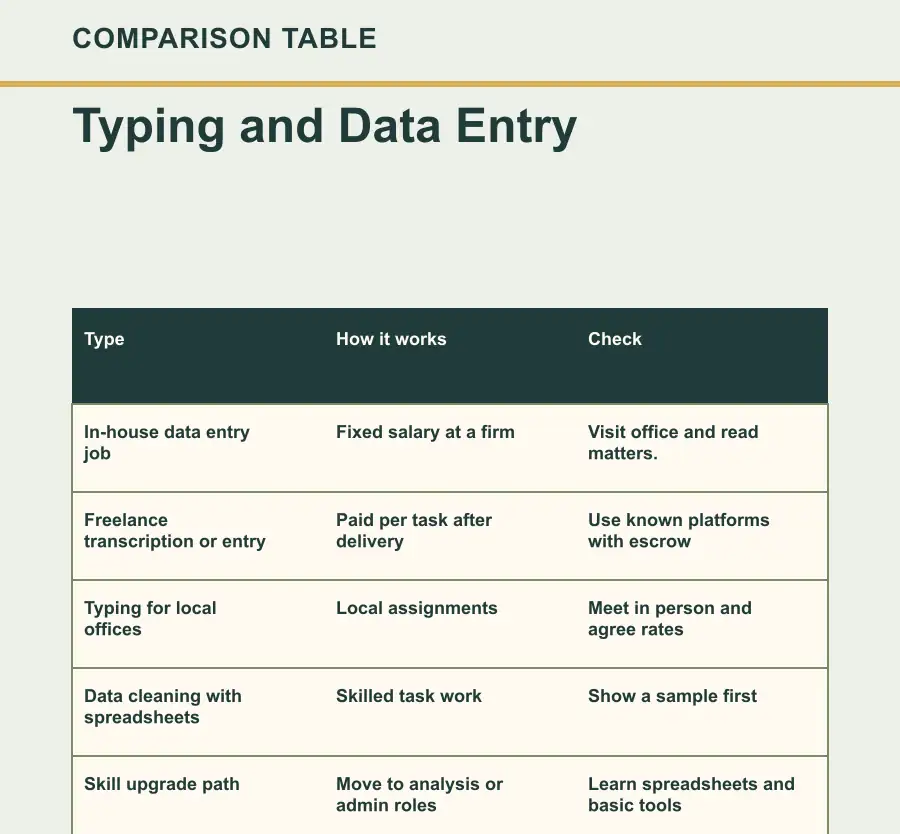 COMPARISON TABLE
Typing and Data Entry
Type How it works Check
In-house data entry Fixed salary at a firm Visit office and read
job matters.
Freelance Paid per task after Use known platforms
transcription or entry delivery with escrow
Typing for local Local assignments Meet in person and
offices agree rates
Data cleaning with Skilled task work Show a sample first
spreadsheets
Skill upgrade path Move to analysis or Learn spreadsheets and
admin roles basic tools